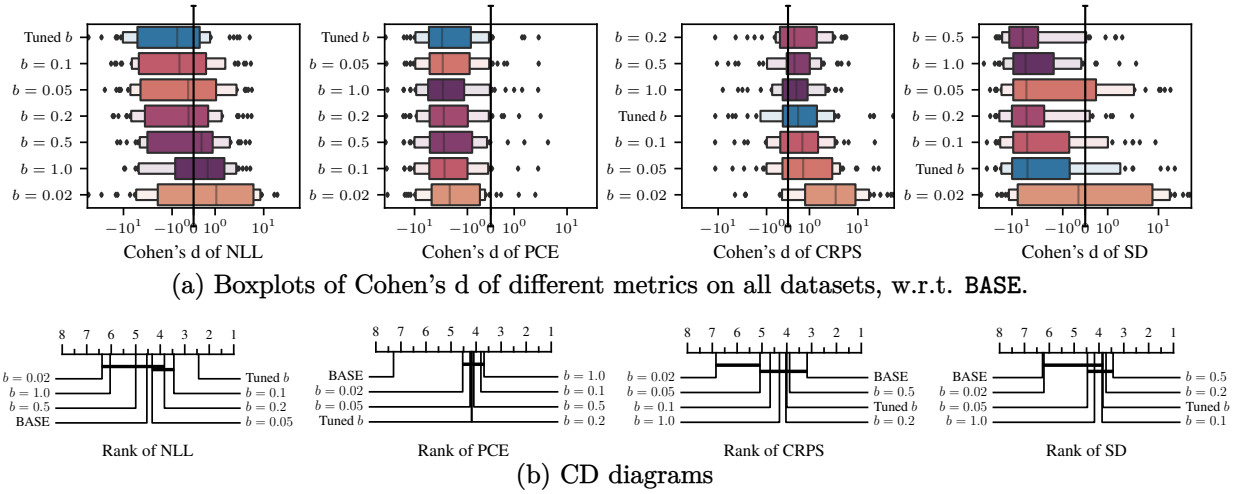 Tuned b
b = 0.1
b = 0.05
b = 0.2
b = 0.5
b = 1.0
b = 0.02
−10¹ −10⁰ 10⁰ 10¹
Cohen's d of NLL
Tuned b
b = 0.05
b = 1.0
b = 0.2
b = 0.5
b = 0.1
b = 0.02
−10¹ −10⁰ 10⁰ 10¹
Cohen's d of PCE
b = 0.2
b = 0.5
b = 1.0
Tuned b
b = 0.1
b = 0.05
b = 0.02
−10¹ −10⁰ 10⁰ 10¹
Cohen's d of CRPS
b = 0.5
b = 1.0
b = 0.05
b = 0.2
b = 0.1
Tuned b
b = 0.02
−10¹ −10⁰ 10⁰ 10¹
Cohen's d of SD
(a) Boxplots of Cohen's d of different metrics on all datasets, w.r.t. BASE.
8 7 6 5 4 3 2 1
b = 0.02 Tuned b
b = 1.0 b = 0.1
b = 0.5 b = 0.2
BASE b = 0.05
Rank of NLL
8 7 6 5 4 3 2 1
BASE b = 1.0
b = 0.02 b = 0.1
b = 0.05 b = 0.5
Tuned b b = 0.2
Rank of PCE
8 7 6 5 4 3 2 1
b = 0.02 BASE
b = 0.05 b = 0.5
b = 0.1 Tuned b
b = 1.0 b = 0.2
Rank of CRPS
8 7 6 5 4 3 2 1
BASE b = 0.5
b = 0.02 b = 0.2
b = 0.05 Tuned b
b = 1.0 b = 0.1
Rank of SD
(b) CD diagrams